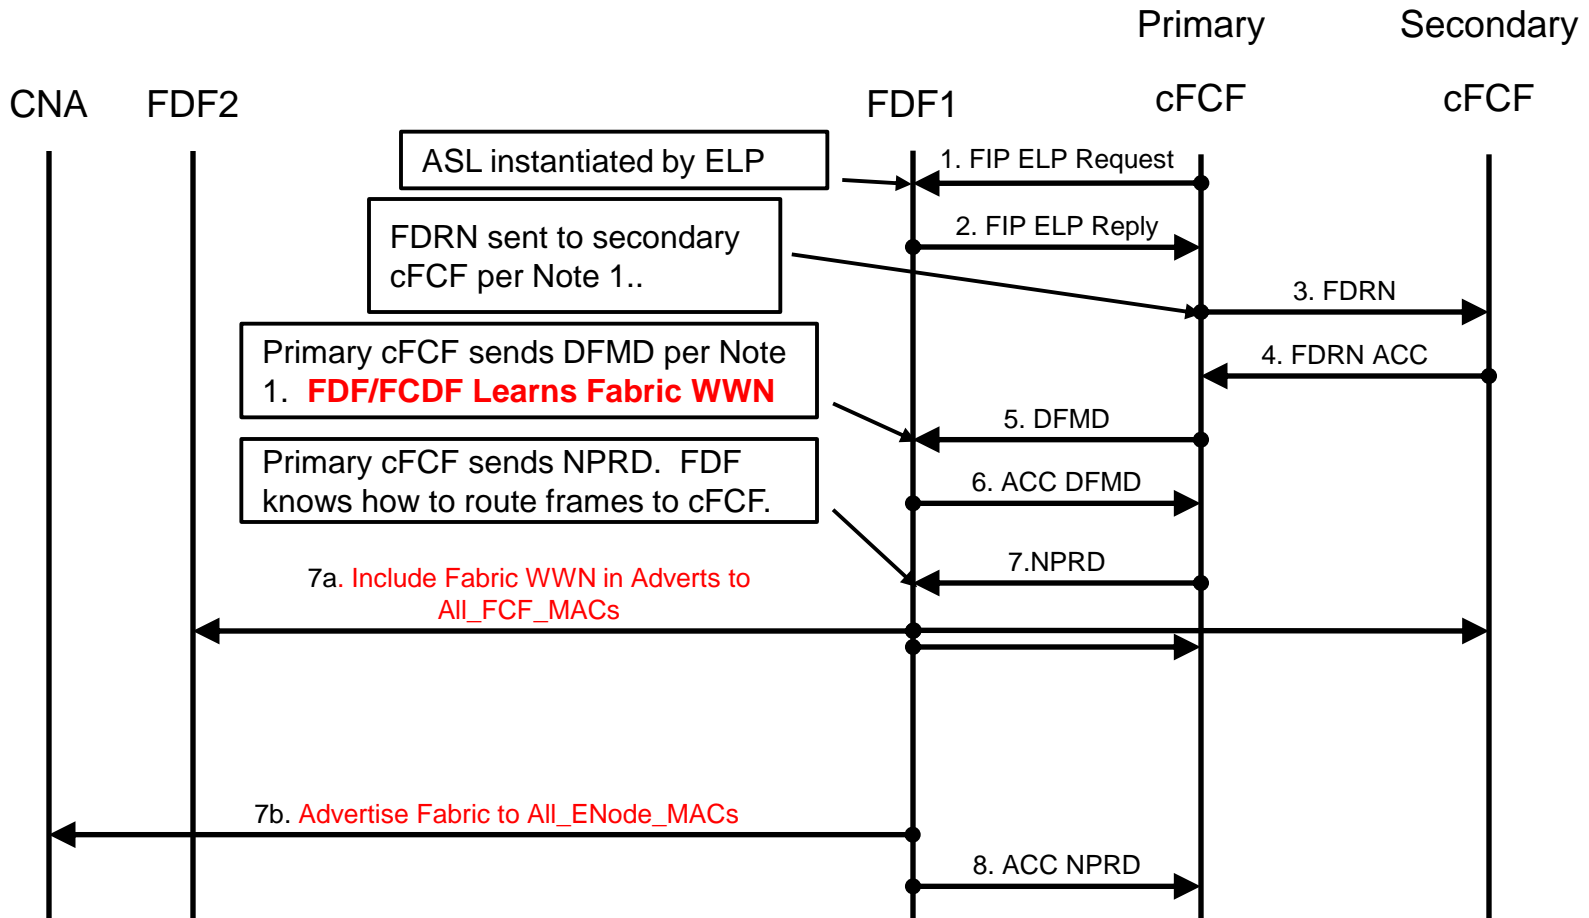 Primary
Secondary
CNA
FDF2
FDF1
cFCF
cFCF
ASL instantiated by ELP
1. FIP ELP Request
FDRN sent to secondary
cFCF per Note 1..
2. FIP ELP Reply
3. FDRN
Primary cFCF sends DFMD per Note
1. FDF/FCDF Learns Fabric WWN
4. FDRN ACC
5. DFMD
Primary cFCF sends NPRD. FDF
knows how to route frames to cFCF.
6. ACC DFMD
7.NPRD
7a. Include Fabric WWN in Adverts to
All_FCF_MACs
7b. Advertise Fabric to All_ENode_MACs
8. ACC NPRD